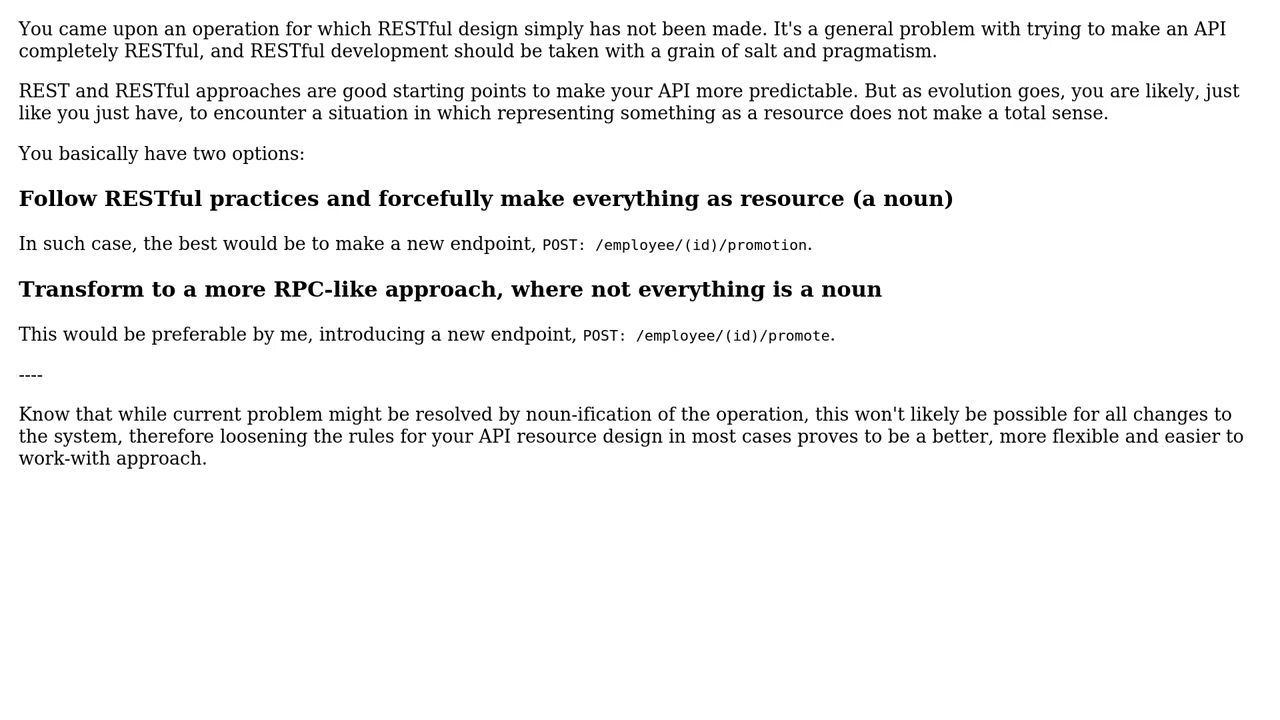 You came upon an operation for which RESTful design simply has not been made. It's a general problem with trying to make an API
completely RESTful, and RESTful development should be taken with a grain of salt and pragmatism.
REST and RESTful approaches are good starting points to make your API more predictable. But as evolution goes, you are likely, just
like you just have, to encounter a situation in which representing something as a resource does not make a total sense.
You basically have two options:
Follow RESTful practices and forcefully make everything as resource (a noun)
In such case, the best would be to make a new endpoint, POST: /employee/(id)/promotion.
Transform to a more RPC-like approach, where not everything is a noun
This would be preferable by me, introducing a new endpoint, POST: /employee/(id)/promote.
----
Know that while current problem might be resolved by noun-ification of the operation, this won't likely be possible for all changes to
the system, therefore loosening the rules for your API resource design in most cases proves to be a better, more flexible and easier to
work-with approach.